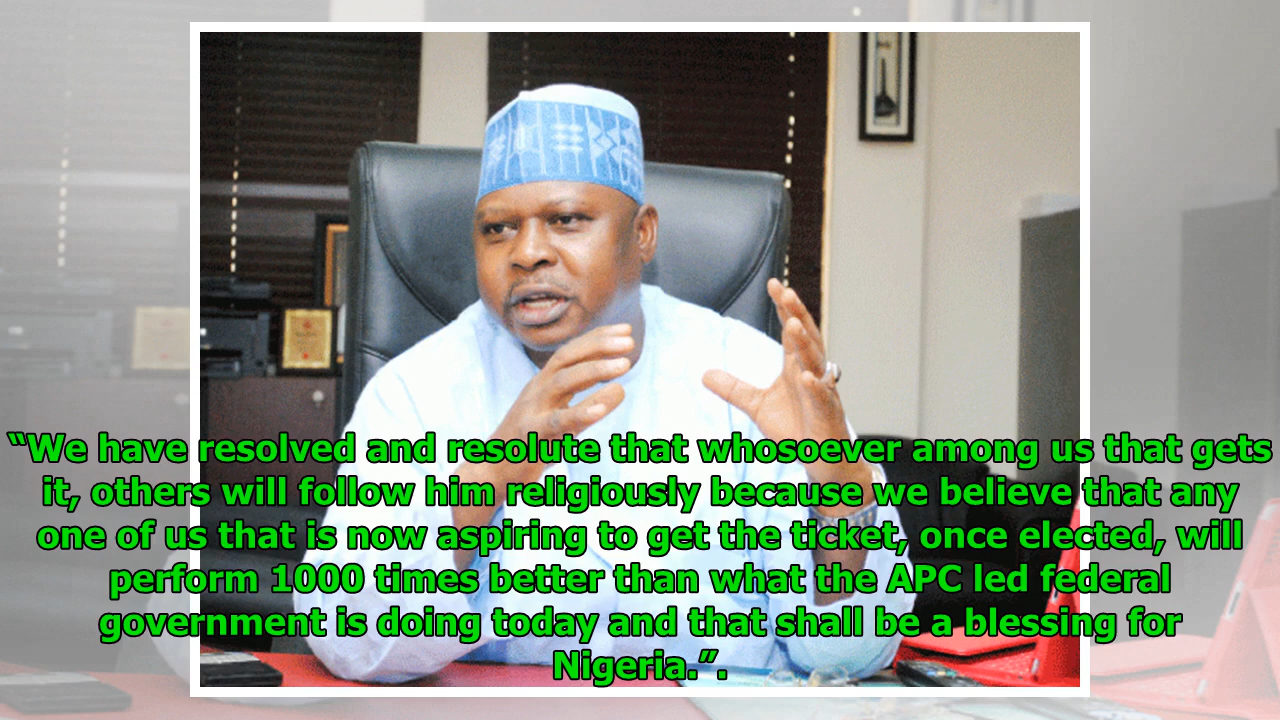 “We have resolved and resolute that whosoever among us that gets
it, others will follow him religiously because we believe that any
one of us that is now aspiring to get the ticket, once elected, will
perform 1000 times better than what the APC led federal
government is doing today and that shall be a blessing for
Nigeria.”.